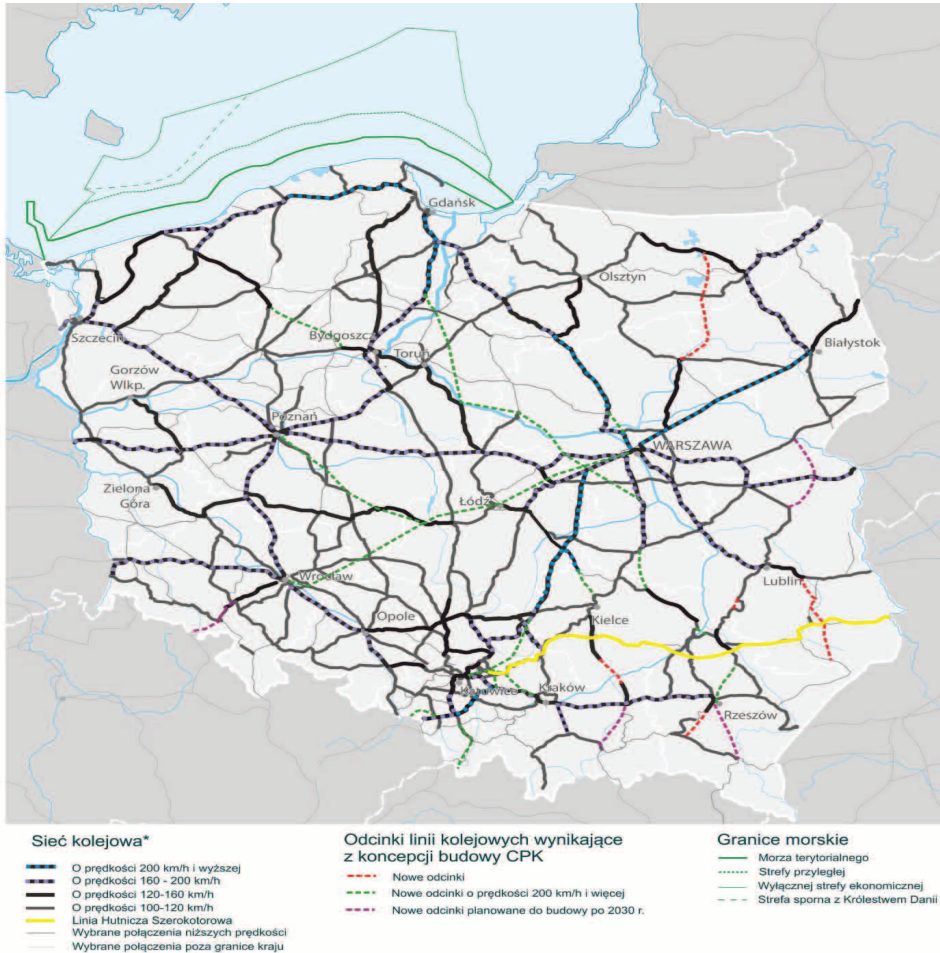 Gdańsk
Olsztyn
Szczecin
Bydgoszcz
Toruń
Białystok
Gorzów
Wlkp.
Poznań
WARSZAWA
Zielona
Góra
Łódź
Wrocław
Lublin
Opole
Kielce
Katowice
Kraków
Rzeszów
Sieć kolejowa*
O prędkości 200 km/h i wyższej
O prędkości 160 - 200 km/h
O prędkości 120-160 km/h
O prędkości 100-120 km/h
Linia Hutnicza Szerokotorowa
Wybrane połączenia niższych prędkości
Wybrane połączenia poza granice kraju
Odcinki linii kolejowych wynikające
z koncepcji budowy CPK
Nowe odcinki
Nowe odcinki o prędkości 200 km/h i więcej
Nowe odcinki planowane do budowy po 2030 r.
Granice morskie
Morza terytorialnego
Strefy przyległej
Wyłącznej strefy ekonomicznej
Strefa sporna z Królestwem Danii